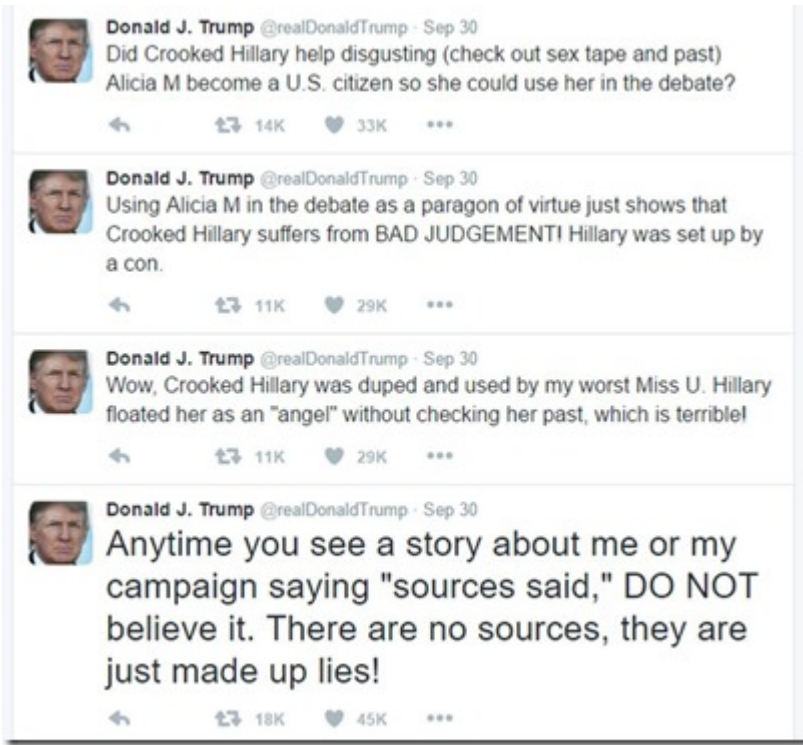 Donald J. Trump @realDonaldTrump · Sep 30
Did Crooked Hillary help disgusting (check out sex tape and past)
Alicia M become a U.S. citizen so she could use her in the debate?
14K 33K
Donald J. Trump @realDonaldTrump · Sep 30
Using Alicia M in the debate as a paragon of virtue just shows that
Crooked Hillary suffers from BAD JUDGEMENT! Hillary was set up by
a con.
11K 29K
Donald J. Trump @realDonaldTrump · Sep 30
Wow, Crooked Hillary was duped and used by my worst Miss U. Hillary
floated her as an "angel" without checking her past, which is terrible!
11K 29K
Donald J. Trump @realDonaldTrump · Sep 30
Anytime you see a story about me or my
campaign saying "sources said," DO NOT
believe it. There are no sources, they are
just made up lies!
18K 45K